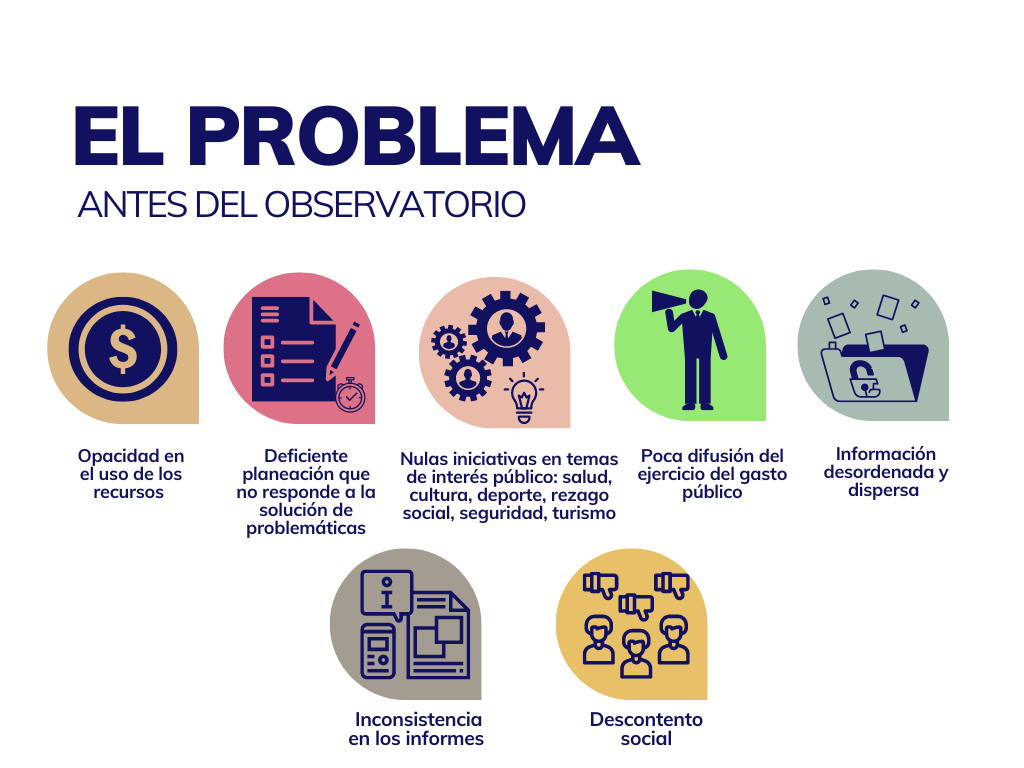 EL PROBLEMA
ANTES DEL OBSERVATORIO
$
Opacidad en
el uso de los
recursos
Deficiente
planeación que
no responde a la
solución de
problemáticas
Nulas iniciativas en temas
de interés público: salud,
cultura, deporte, rezago
social, seguridad, turismo
Poca difusión del
ejercicio del gasto
público
Información
desordenada y
dispersa
i
Inconsistencia
en los informes
Descontento
social